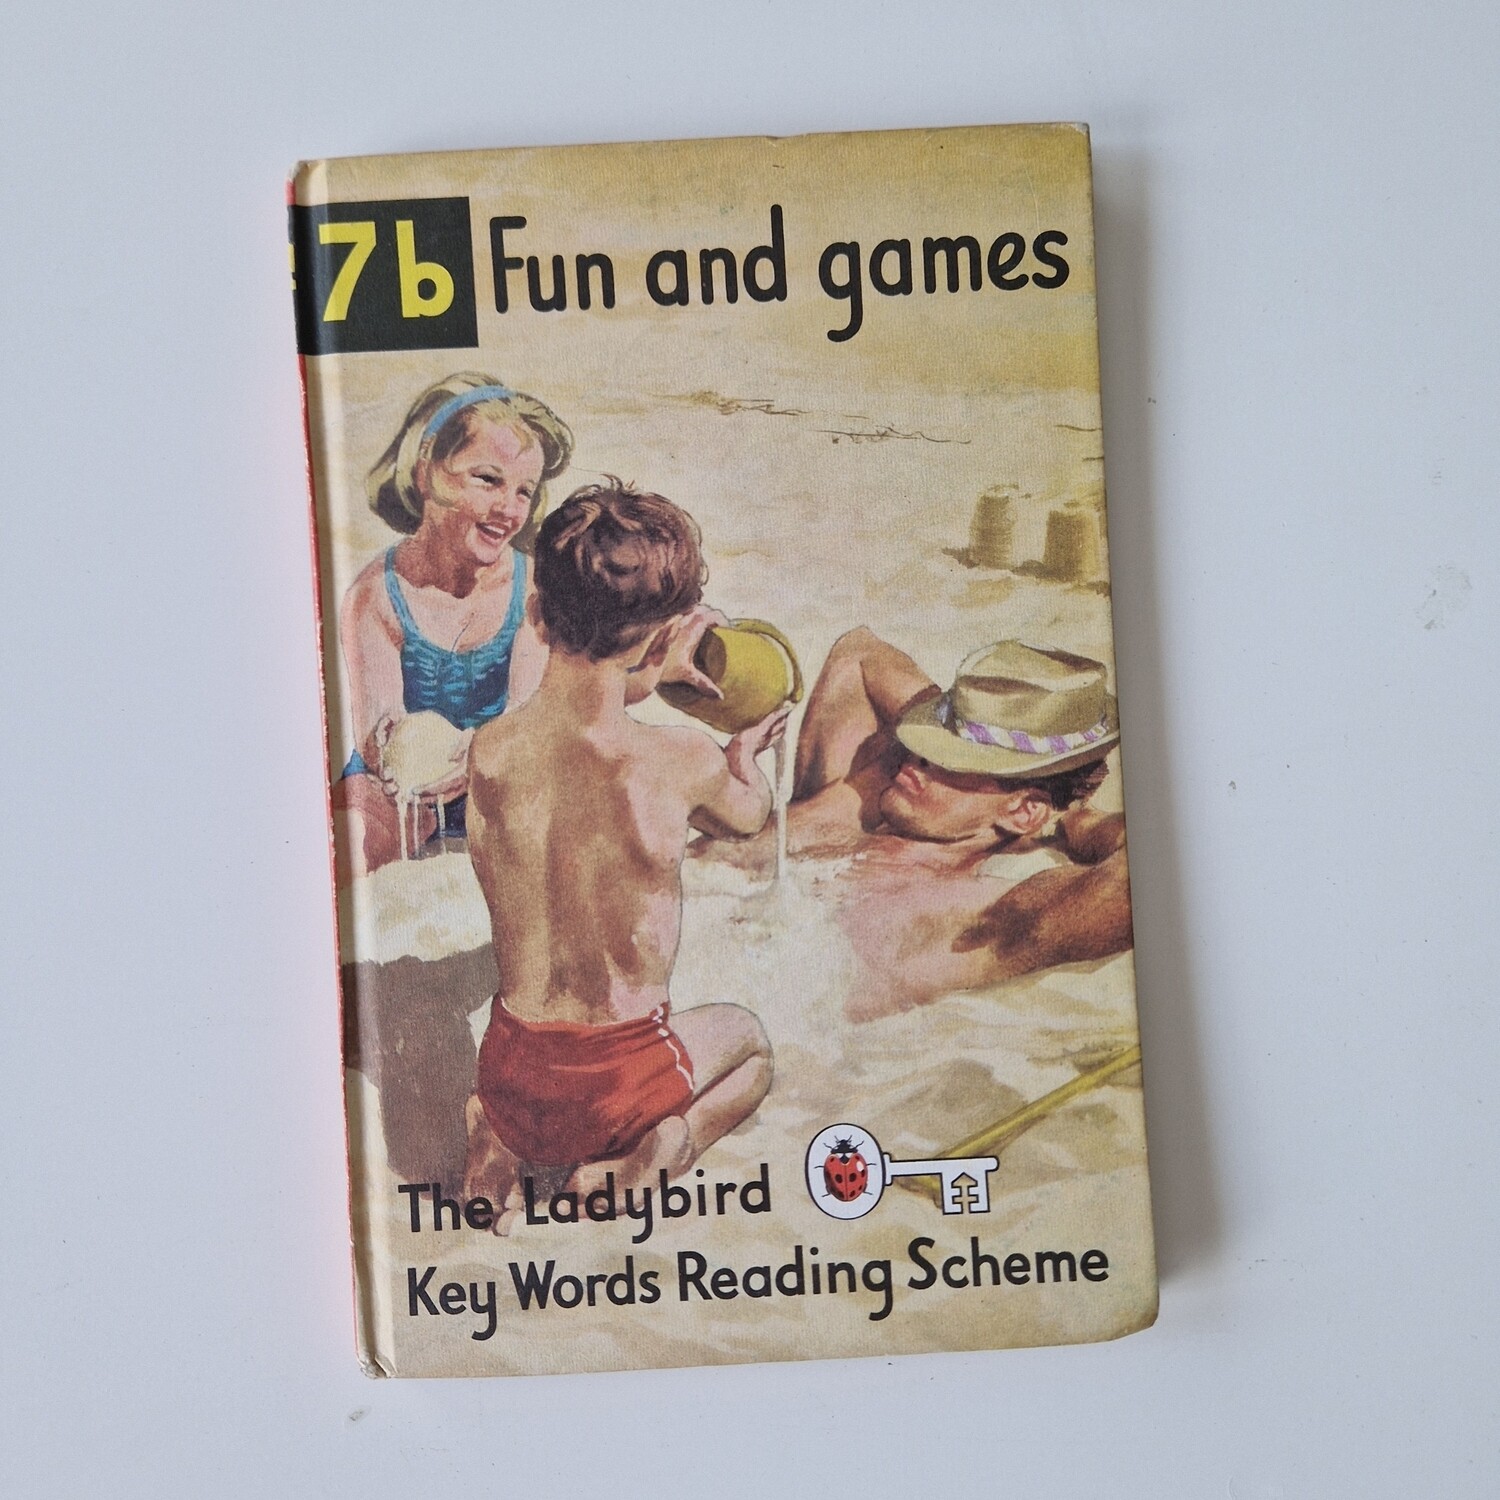 7b Fun and games
The Ladybird
Key Words Reading Scheme